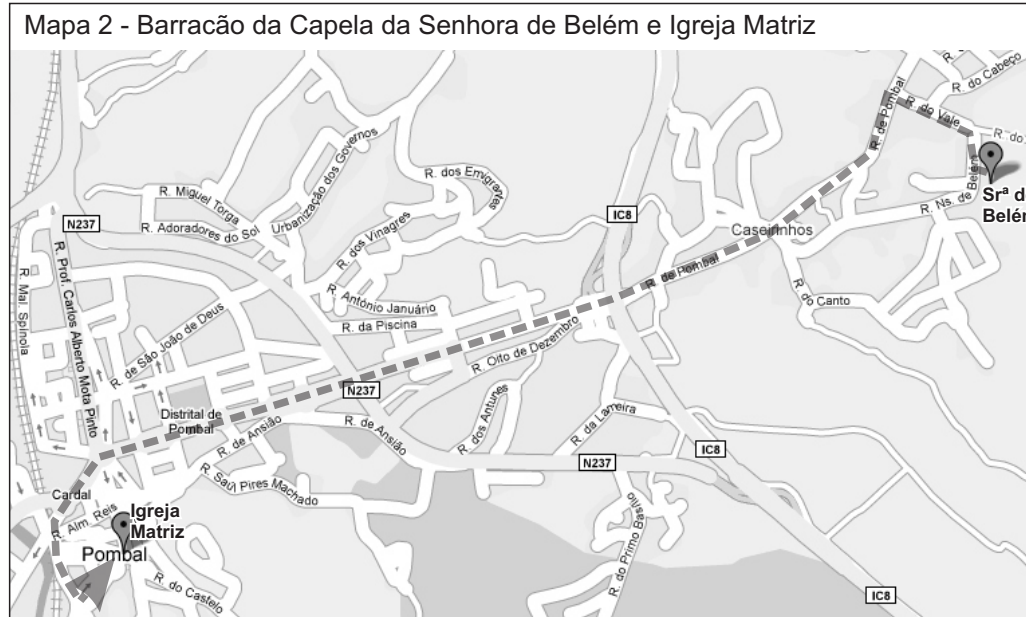 Mapa 2 - Barracão da Capela da Senhora de Belém e Igreja Matriz
R. do Cabeço
R. de Pombal
R. do Vale
R. do
R. Ns. de Belém
Srª d
Belém
R. dos Emigrantes
Urbanização dos Governos
R. Miguel Torga
N237
R. Adoradores do Sol
R. dos Vinagres
IC8
Caseirinhos
R. de Pombal
R. do Canto
R. Mal. Spínola
R. Prof. Carlos Alberto Mota Pinto
R. António Januário
R. da Piscina
R. de São João de Deus
R. Oito de Dezembro
N237
Distrital de
Pombal
R. de Ansião
R. de Ansião
R. dos Antunes
R. da Larreira
IC8
N237
R. Saúl Pires Machado
Cardal
R. Alm. Reis
Igreja
Matriz
Pombal
R. do Castelo
R. do Primo Basílio
IC8